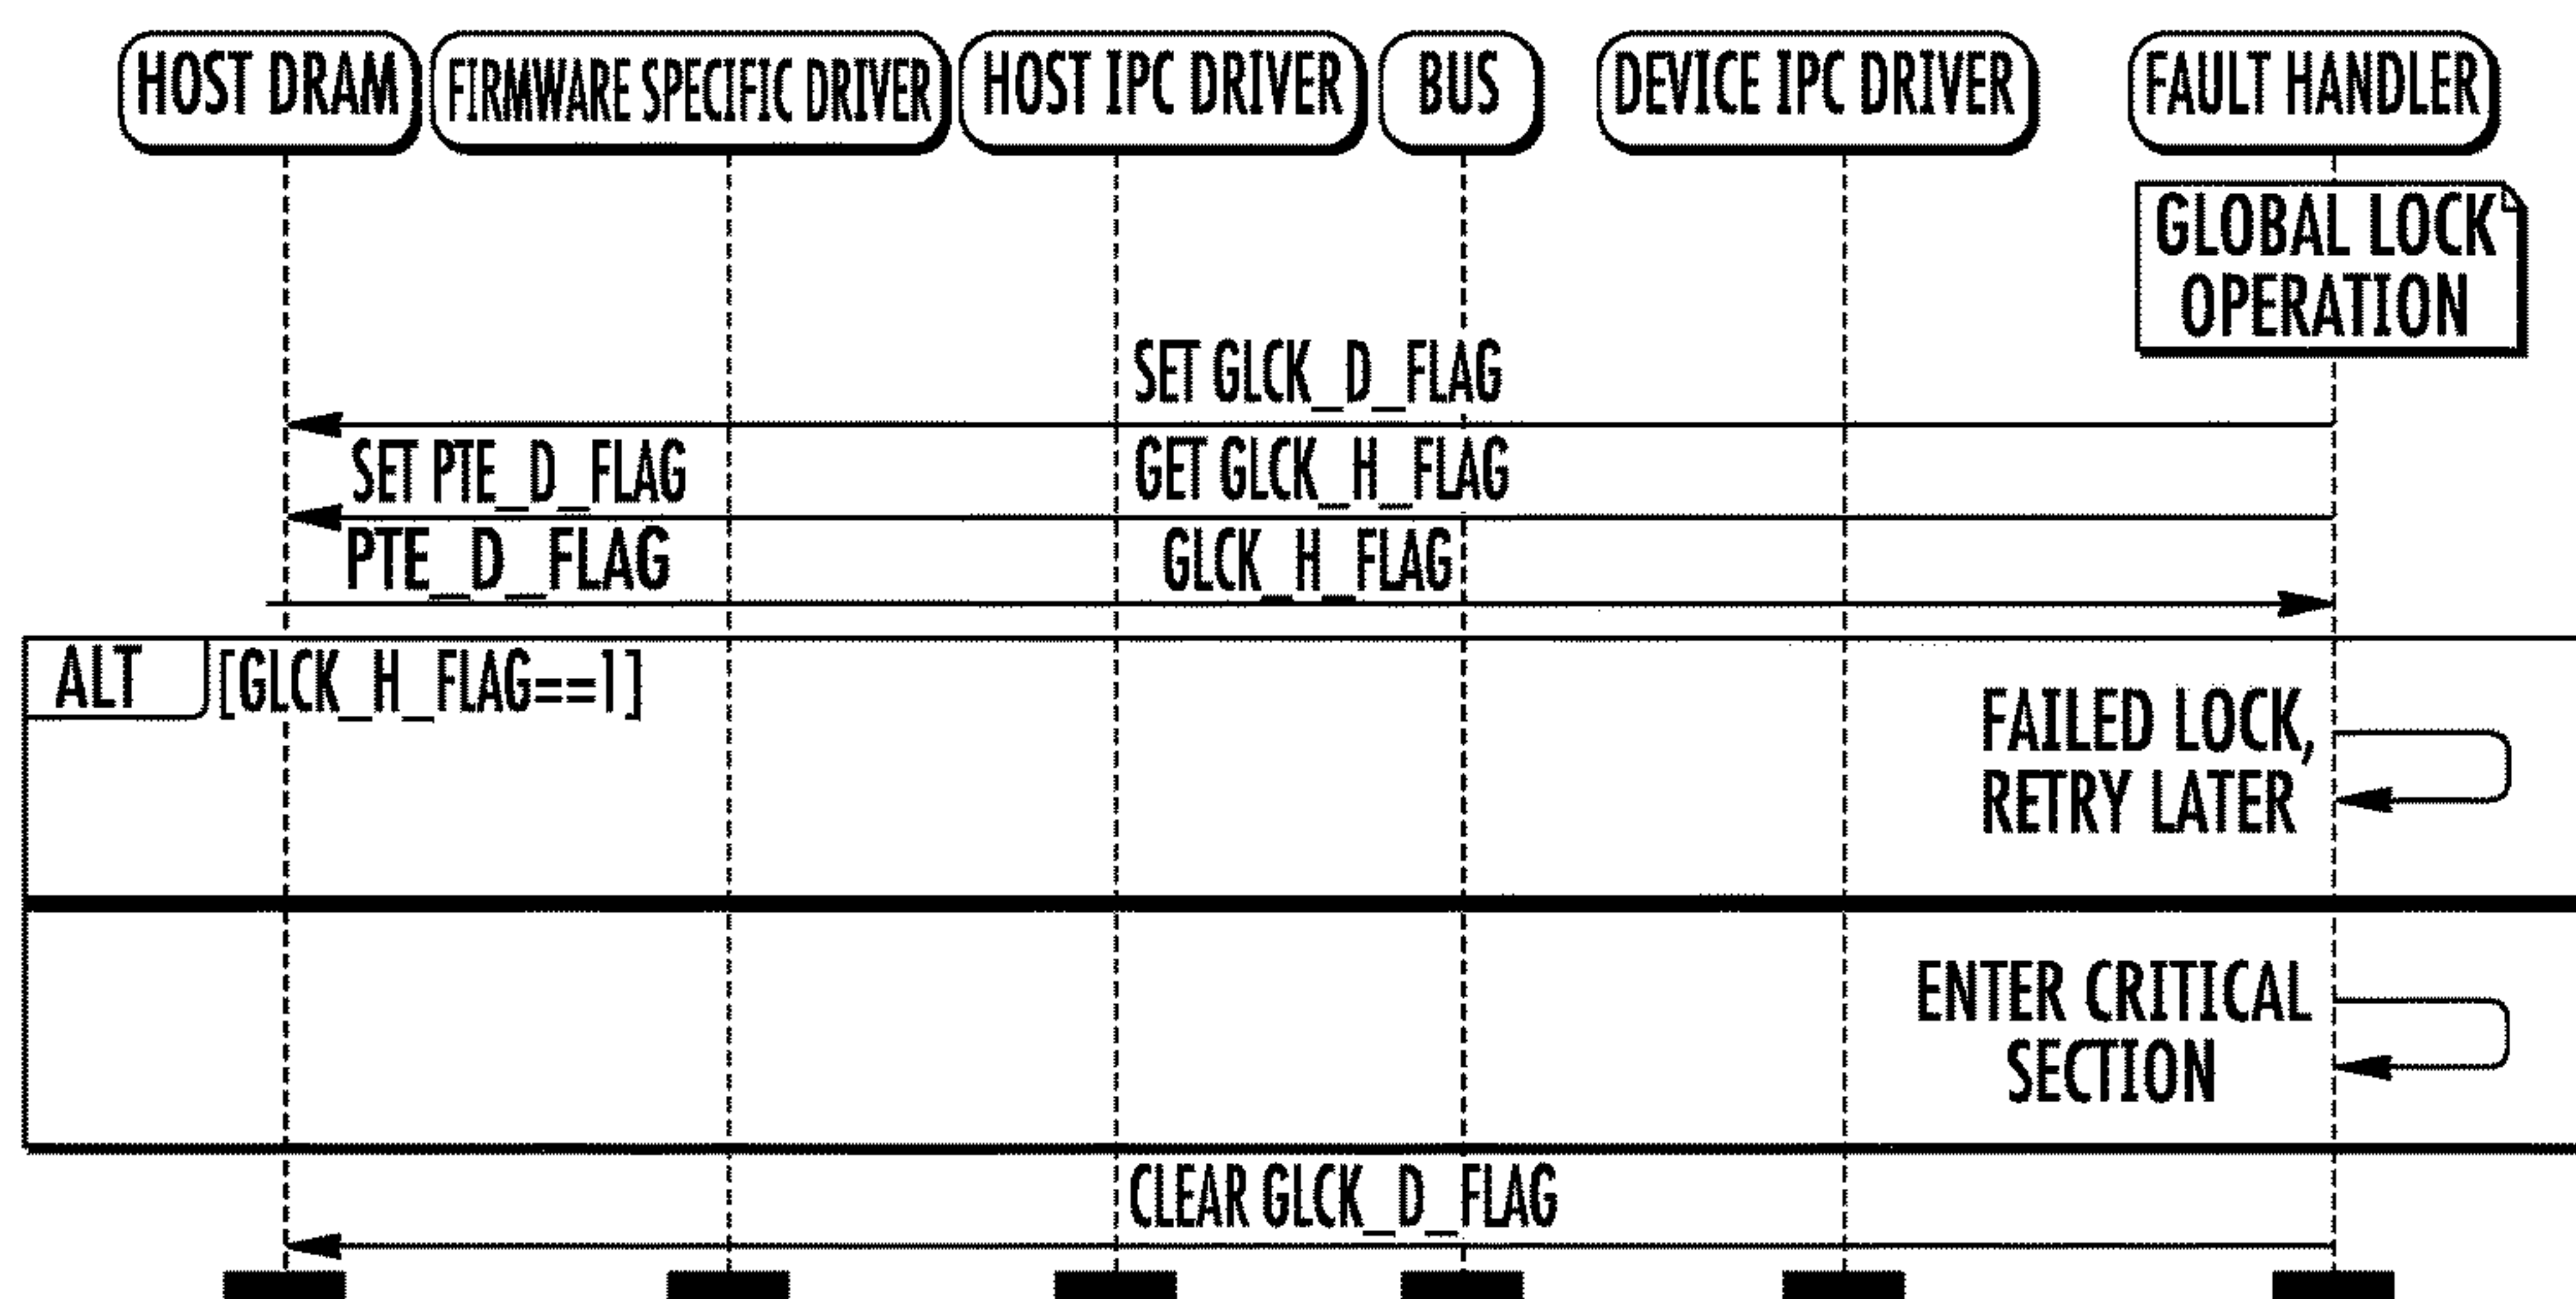 HOST DRAM
FIRMWARE SPECIFIC DRIVER
HOST IPC DRIVER
BUS
DEVICE IPC DRIVER
FAULT HANDLER
GLOBAL LOCK
OPERATION
SET GLCK_D_FLAG
SET PTE_D_FLAG
GET GLCK_H_FLAG
PTE_D_FLAG
GLCK_H_FLAG
ALT
[GLCK_H_FLAG==1]
FAILED LOCK,
RETRY LATER
ENTER CRITICAL
SECTION
CLEAR GLCK_D_FLAG